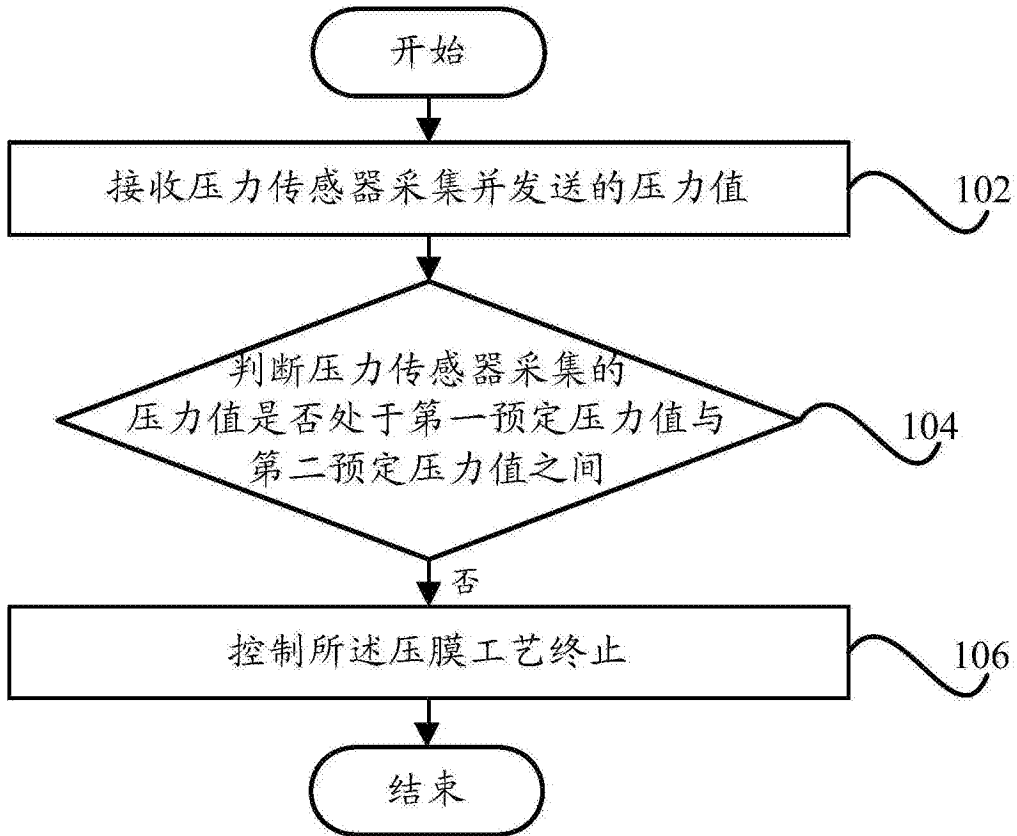 开始
接收压力传感器采集并发送的压力值
102
判断压力传感器采集的
压力值是否处于第一预定压力值与
第二预定压力值之间
104
否
控制所述压膜工艺终止
106
结束